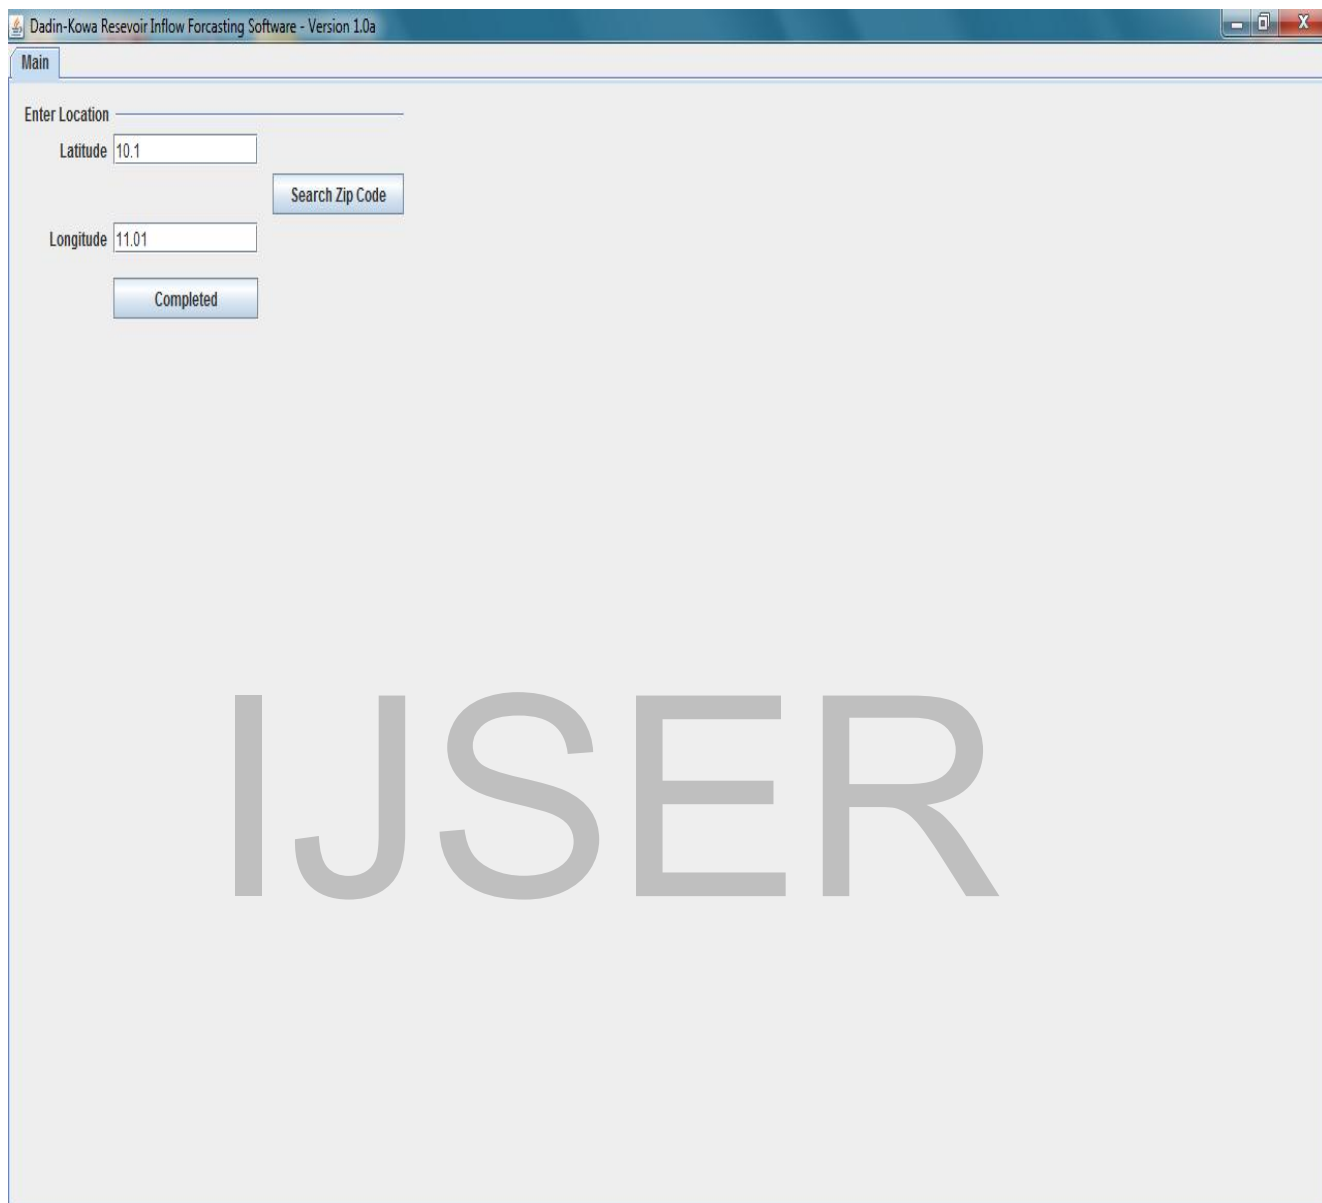 Dadin-Kowa Resevoir Inflow Forcasting Software - Version 1.0a
Main
Enter Location
Latitude 10.1
Search Zip Code
Longitude 11.01
Completed
IJSER